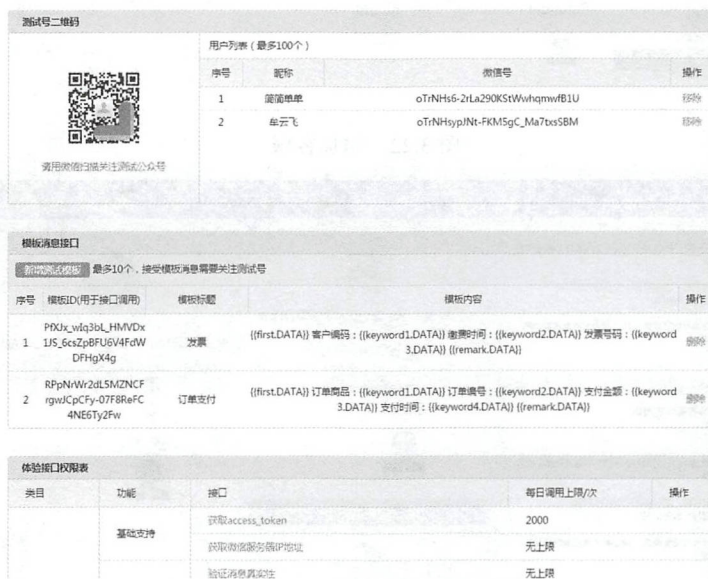 测试号二维码
用户列表（最多100个）
序号 昵称 微信号 操作
1 简简单单 oTrNHs6-2rLa290KStWwhqmwfB1U 移除
2 牟云飞 oTrNHsypJNt-FKM5gC_Ma7txsSBM 移除
请用微信扫描关注测试公众号
模板消息接口
新增测试模板 最多10个，接受模板消息需要关注测试号
序号 模板ID(用于接口调用) 模板标题 模板内容 操作
PfXJx_wIq3bL_HMVDx
1 1JS_6csZpBFU6V4FdW 发票 {{first.DATA}} 客户编码：{{keyword1.DATA}} 缴费时间：{{keyword2.DATA}} 发票号码：{{keyword 删除
DFHgX4g 3.DATA}} {{remark.DATA}}
RPpNrWr2dL5MZNCF
2 rgwJCpCFy-07F8ReFC 订单支付 {{first.DATA}} 订单商品：{{keyword1.DATA}} 订单编号：{{keyword2.DATA}} 支付金额：{{keyword 删除
4NE6Ty2Fw 3.DATA}} 支付时间：{{keyword4.DATA}} {{remark.DATA}}
体验接口权限表
类目 功能 接口 每日调用上限/次 操作
基础支持
获取access_token 2000
获取微信服务器IP地址 无上限
验证消息真实性 无上限